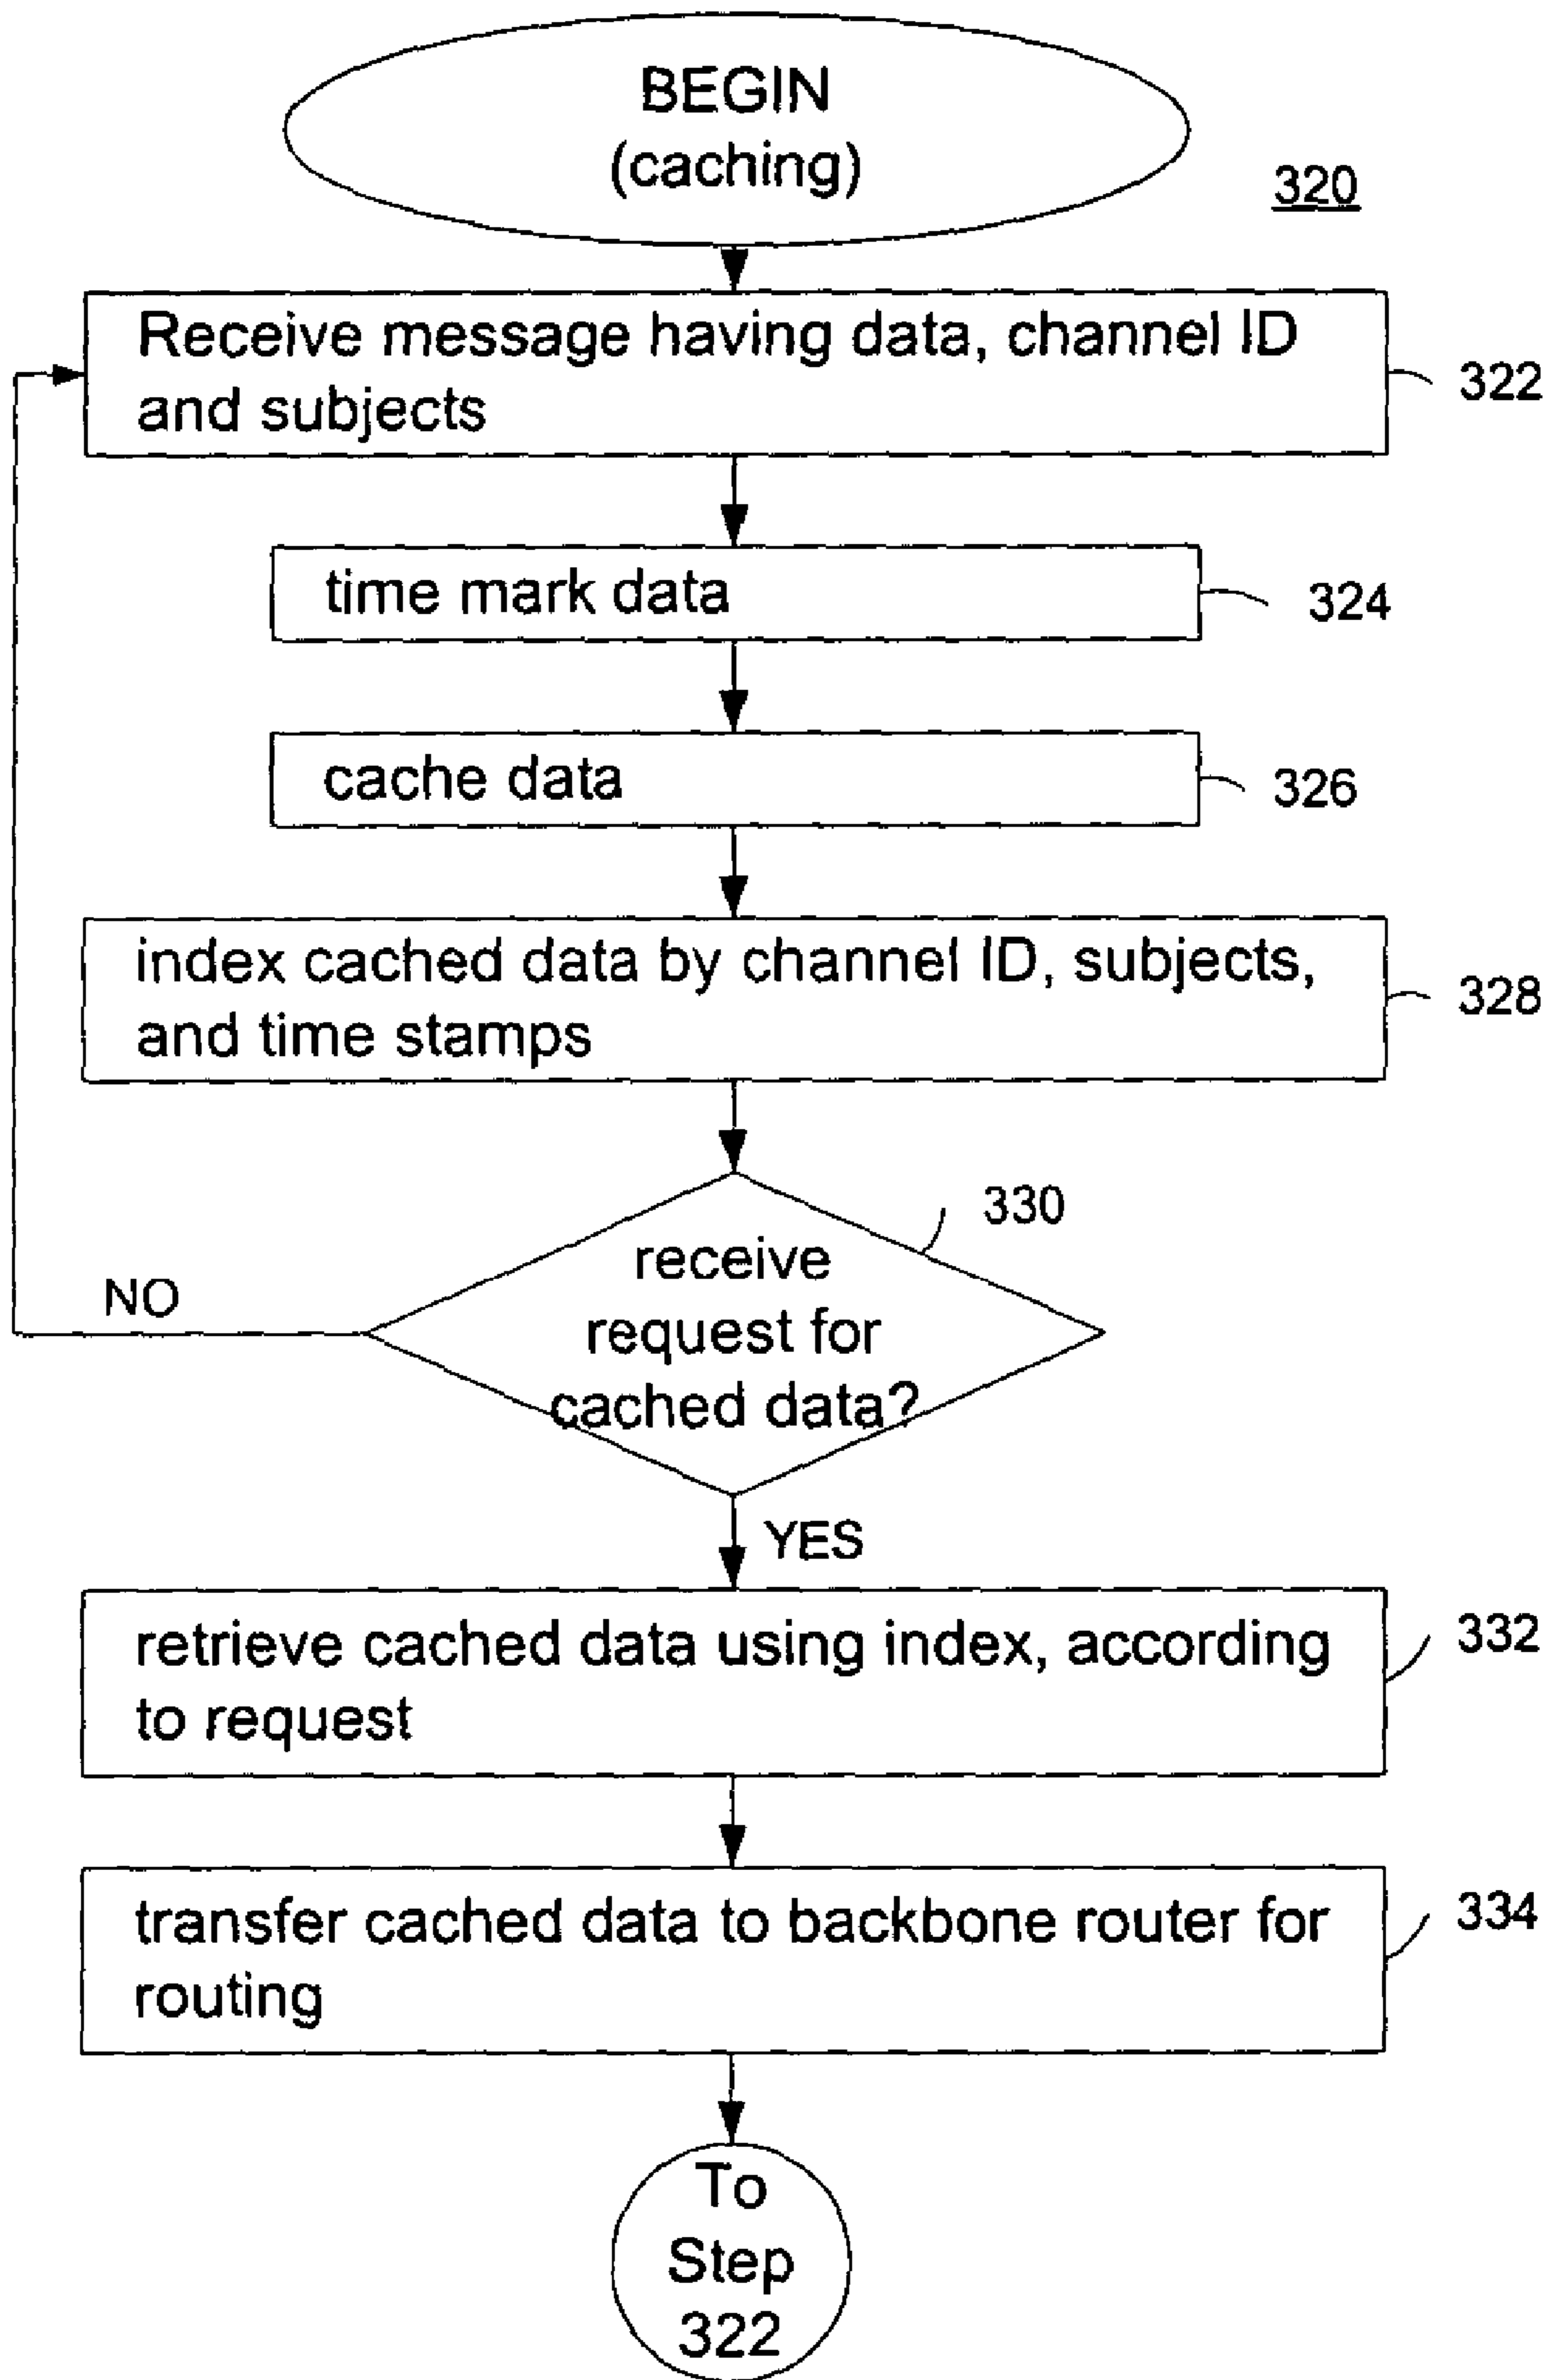 BEGIN
(caching)
320
Receive message having data, channel ID
and subjects
322
time mark data
324
cache data
326
index cached data by channel ID, subjects,
and time stamps
328
330
receive
request for
cached data?
NO
YES
retrieve cached data using index, according
to request
332
transfer cached data to backbone router for
routing
334
To
Step
322